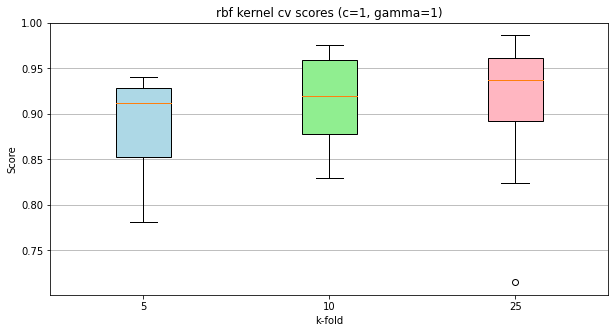 rbf kernel cv scores (c=1, gamma=1)
1.00
0.95
0.90
0.85
0.80
0.75
Score
5 10 25
k-fold